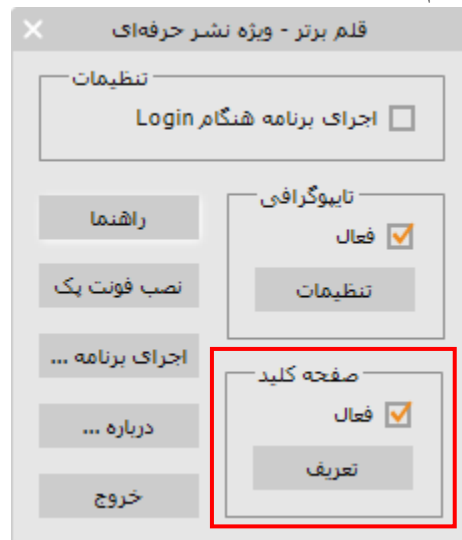 قلم برتر - ویژه نشر حرفه‌ای
تنظیمات
اجرای برنامه هنگام Login
تایپوگرافی
فعال
تنظیمات
صفحه کلید
فعال
تعریف
راهنما
نصب فونت پک
اجرای برنامه ...
درباره ...
خروج